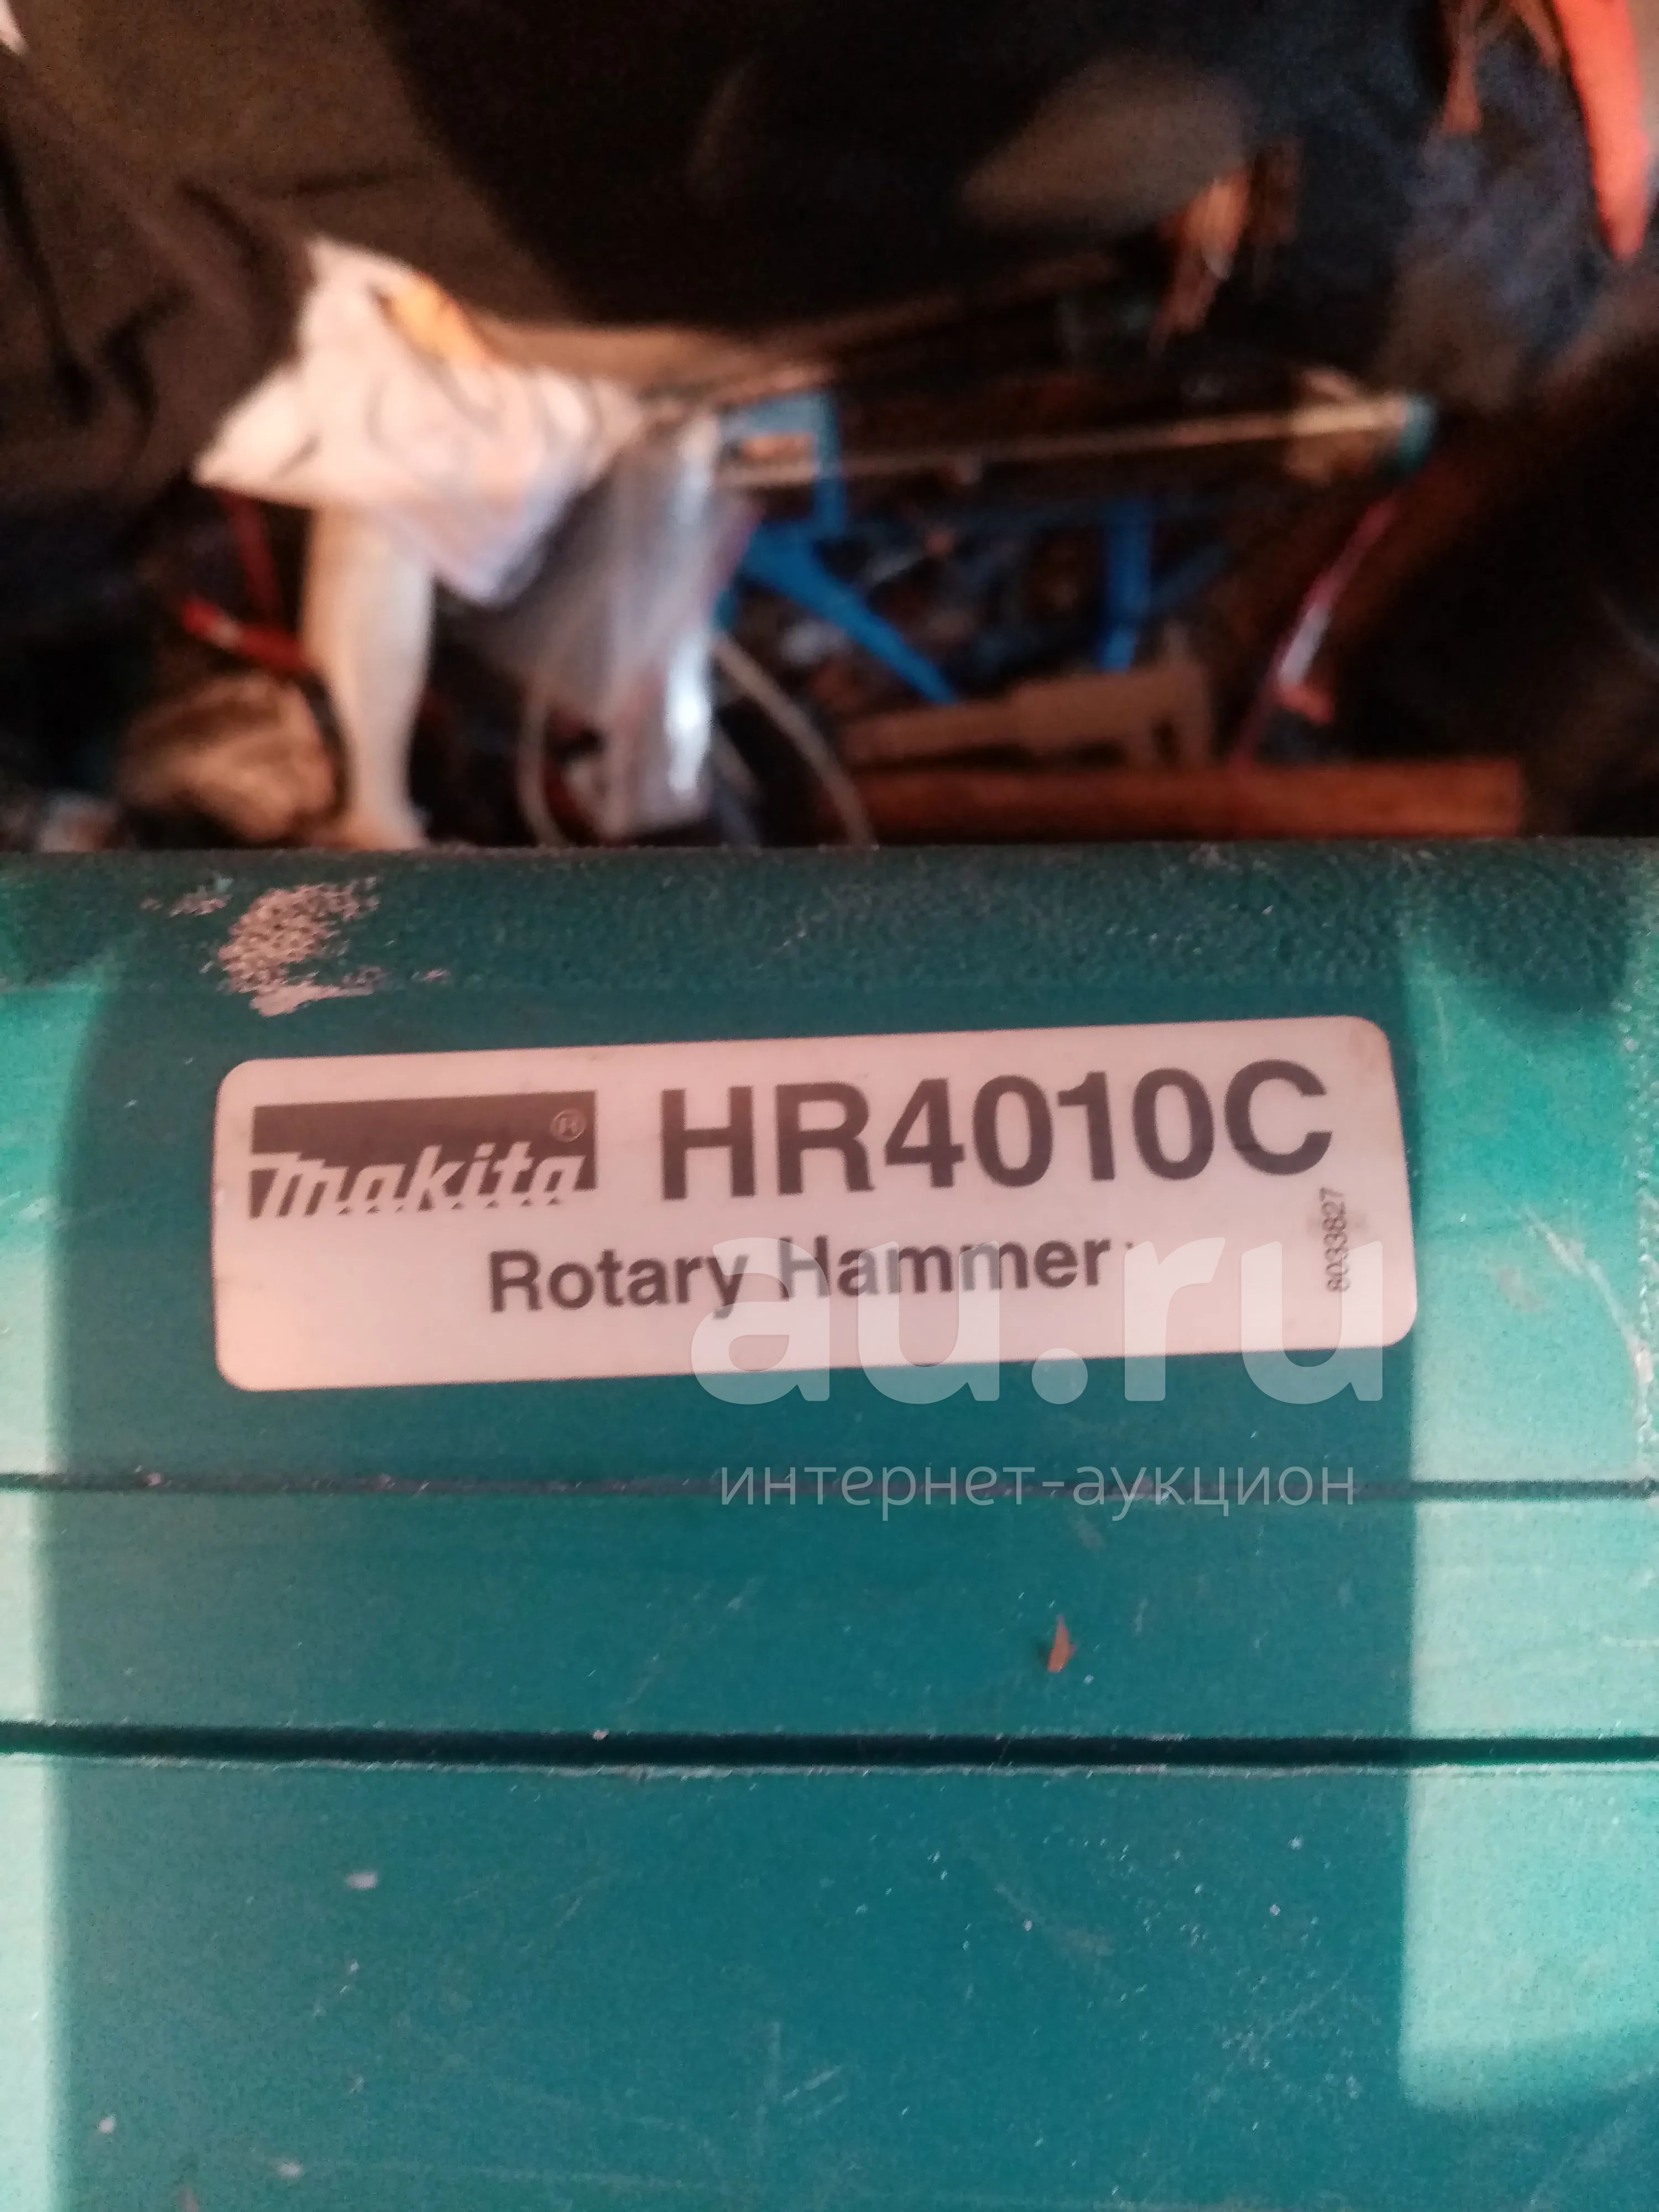 makita® HR4010C
Rotary Hammer
8033827
au.ru
интернет-аукцион